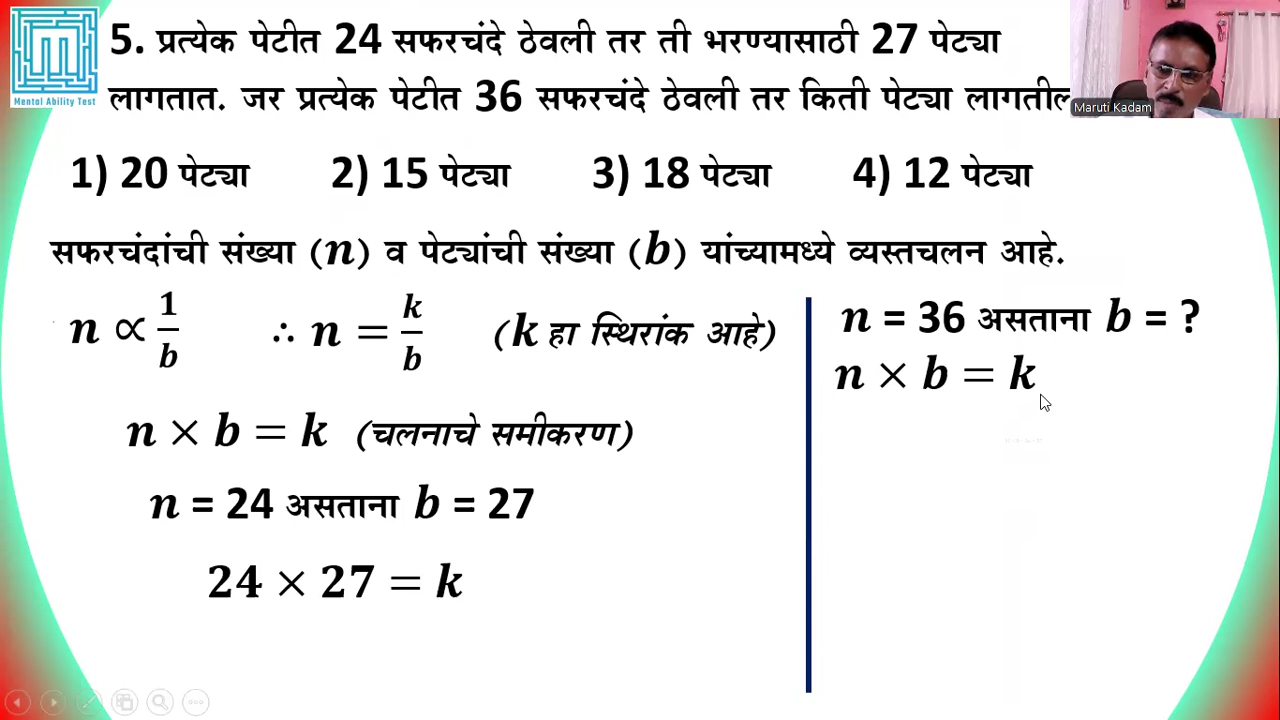 Mental Ability Test
5. प्रत्येक पेटीत 24 सफरचंदे ठेवली तर ती भरण्यासाठी 27 पेट्या
लागतात. जर प्रत्येक पेटीत 36 सफरचंदे ठेवली तर किती पेट्या लागतील
Maruti Kadam
1) 20 पेट्या 2) 15 पेट्या 3) 18 पेट्या 4) 12 पेट्या
सफरचंदांची संख्या (n) व पेट्यांची संख्या (b) यांच्यामध्ये व्यस्तचलन आहे.
n ∝ 1/b ∴ n = k/b (k हा स्थिरांक आहे)
n × b = k (चलनाचे समीकरण)
n = 24 असताना b = 27
24 × 27 = k
n = 36 असताना b = ?
n × b = k